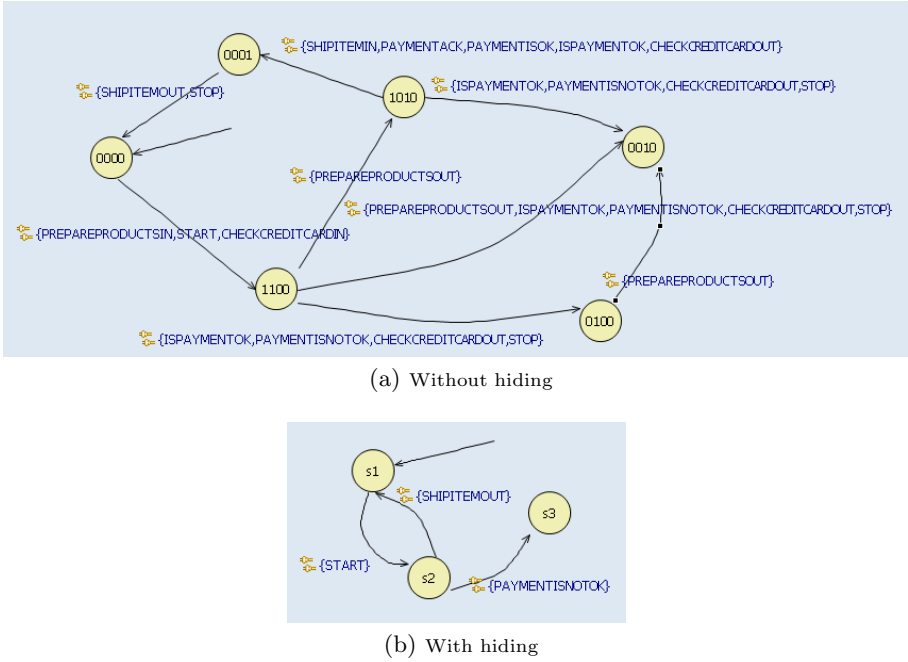 0001
{SHIPITEMIN,PAYMENTACK,PAYMENTISOK,ISPAYMENTOK,CHECKCREDITCARDOUT}
{SHIPITEMOUT,STOP}
1010
{ISPAYMENTOK,PAYMENTISNOTOK,CHECKCREDITCARDOUT,STOP}
0000
0010
{PREPAREPRODUCTSOUT}
{PREPAREPRODUCTSOUT,ISPAYMENTOK,PAYMENTISNOTOK,CHECKCREDITCARDOUT,STOP}
{PREPAREPRODUCTSIN,START,CHECKCREDITCARDIN}
1100
{PREPAREPRODUCTSOUT}
0100
{ISPAYMENTOK,PAYMENTISNOTOK,CHECKCREDITCARDOUT,STOP}
(a) Without hiding
s1
{SHIPITEMOUT}
s3
{START}
s2
{PAYMENTISNOTOK}
(b) With hiding